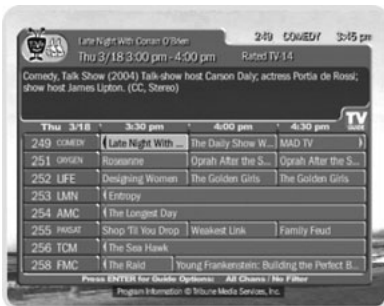 Late Night With Conan O'Brien 249 COMEDY 3:45 pm
Thu 3/18 3:00 pm - 4:00 pm Rated TV-14
Comedy, Talk Show (2004) Talk-show host Carson Daly; actress Portia de Rossi;
show host James Lipton. (CC, Stereo)
TV
GUIDE
Thu 3/18 3:30 pm 4:00 pm 4:30 pm
249 COMEDY Late Night With ... The Daily Show W... MAD TV
251 OXYGEN Roseanne Oprah After the S... Oprah After the S...
252 LIFE Designing Women The Golden Girls The Golden Girls
253 LMN Entropy
254 AMC The Longest Day
255 PAXSAT Shop 'Til You Drop Weakest Link Family Feud
256 TCM The Sea Hawk
258 FMC The Raid Young Frankenstein: Building the Perfect B...
Press ENTER for Guide Options: All Chans | No Filter
Program Information © Tribune Media Services, Inc.